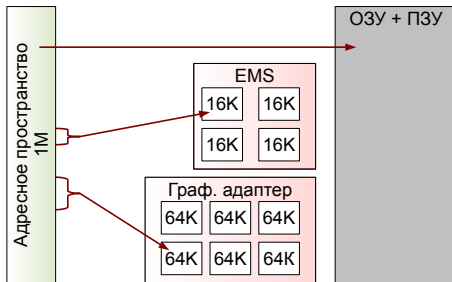 Адресное пространство
1М
ОЗУ + ПЗУ
EMS
16K 16K
16K 16K
Граф. адаптер
64K 64K 64K
64K 64K 64K